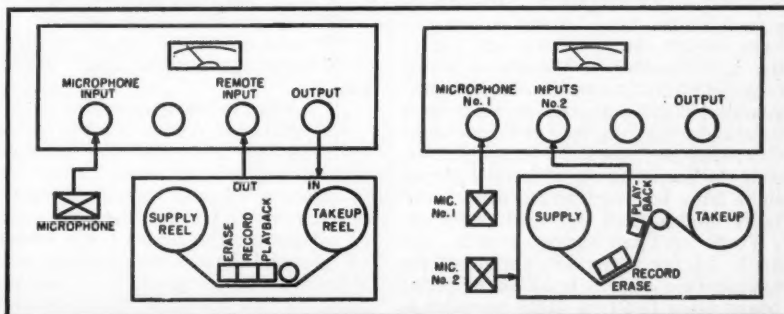 MICROPHONE
INPUT
REMOTE
INPUT
OUTPUT
OUT
IN
MICROPHONE
SUPPLY
REEL
ERASE
RECORD
PLAYBACK
TAKEUP
REEL
MICROPHONE
No. 1
INPUTS
No.2
OUTPUT
MIC.
No. 1
MIC.
No. 2
SUPPLY
PLAY-
BACK
TAKEUP
RECORD
ERASE